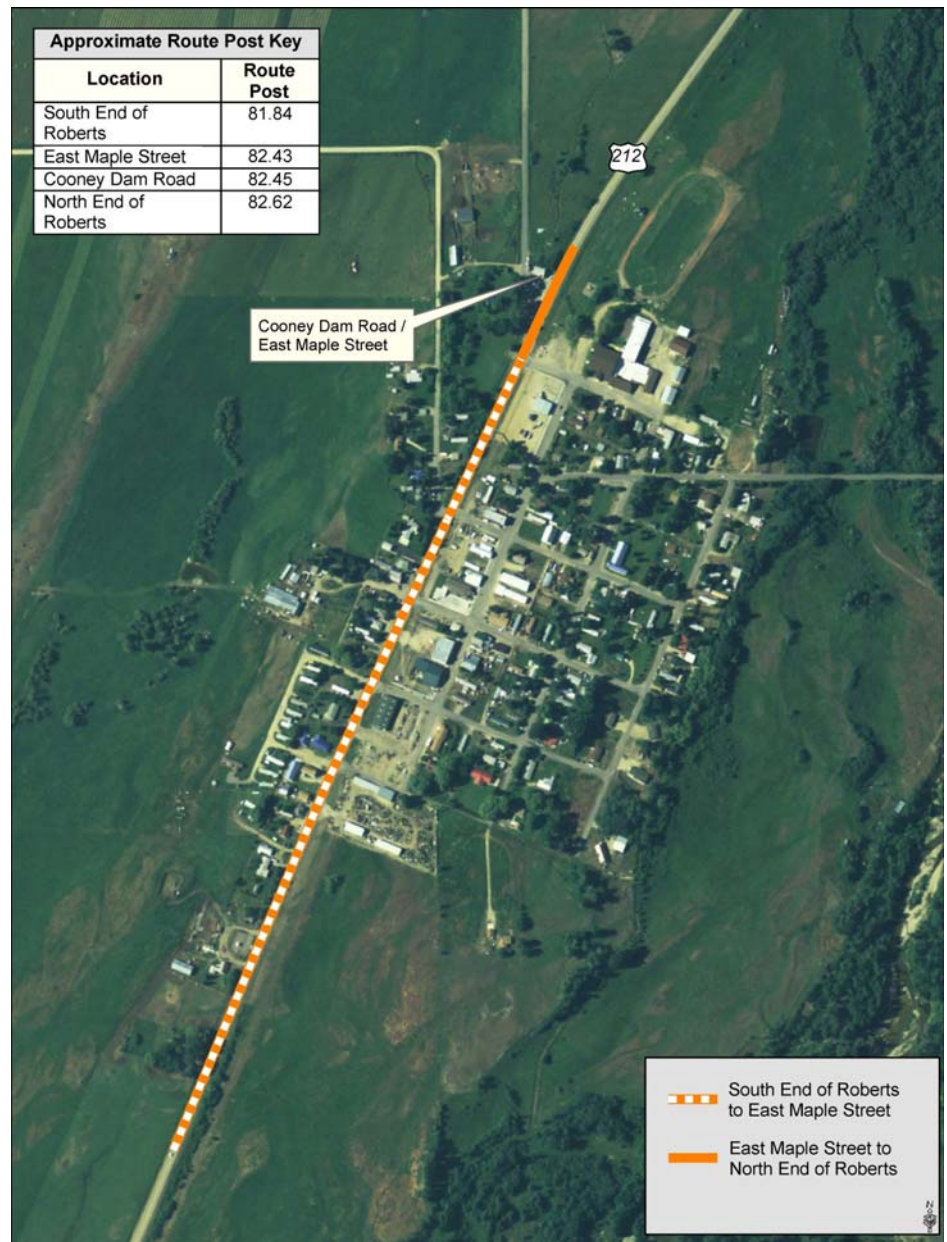 Approximate Route Post Key
Location
Route
Post
South End of
Roberts
81.84
East Maple Street
82.43
Cooney Dam Road
82.45
North End of
Roberts
82.62
212
Cooney Dam Road /
East Maple Street
South End of Roberts
to East Maple Street
East Maple Street to
North End of Roberts
N